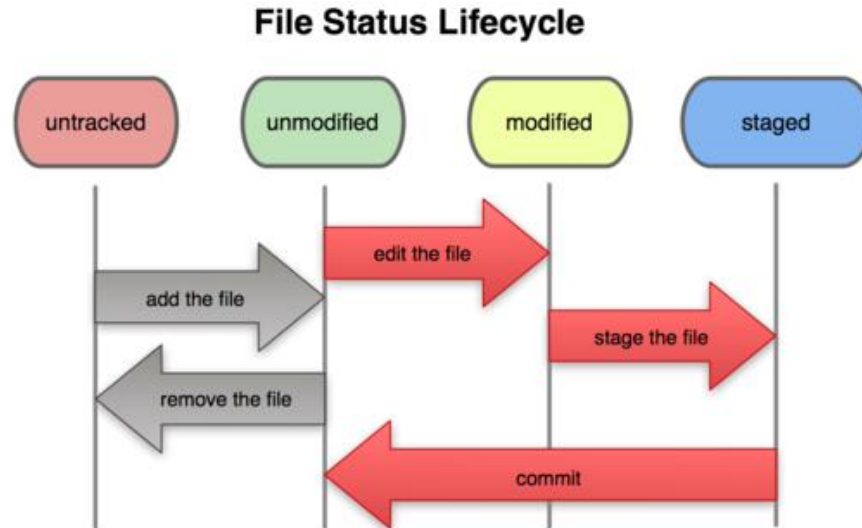 File Status Lifecycle
untracked
unmodified
modified
staged
edit the file
add the file
stage the file
remove the file
commit